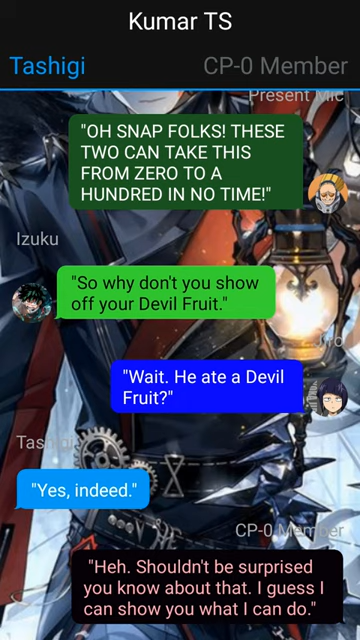 Kumar TS
Tashigi
CP-0 Member
Present Mic
"OH SNAP FOLKS! THESE
TWO CAN TAKE THIS
FROM ZERO TO A
HUNDRED IN NO TIME!"
Izuku
"So why don't you show
off your Devil Fruit."
"Wait. He ate a Devil
Fruit?"
Tashigi
"Yes, indeed."
CP-0 Member
"Heh. Shouldn't be surprised
you know about that. I guess I
can show you what I can do."